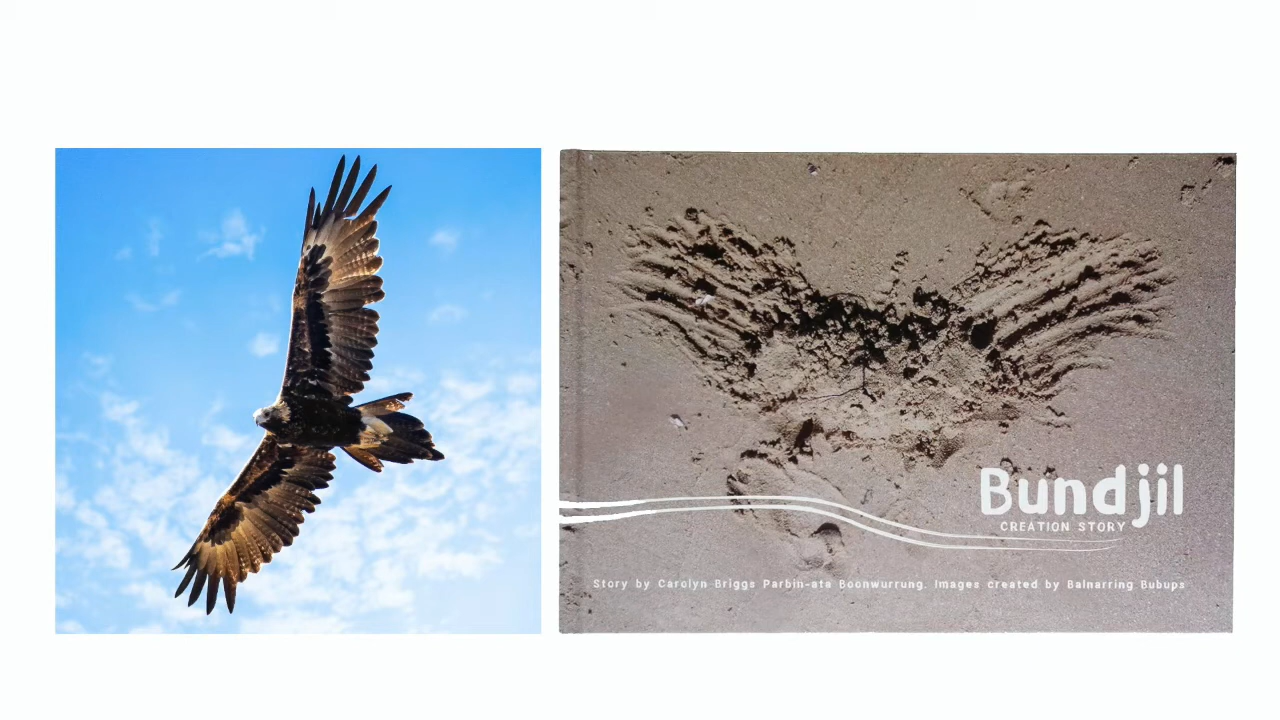 Bundjil
CREATION STORY
Story by Carolyn Briggs Parbin-ata Boonwurrung. Images created by Balnarring Bubups